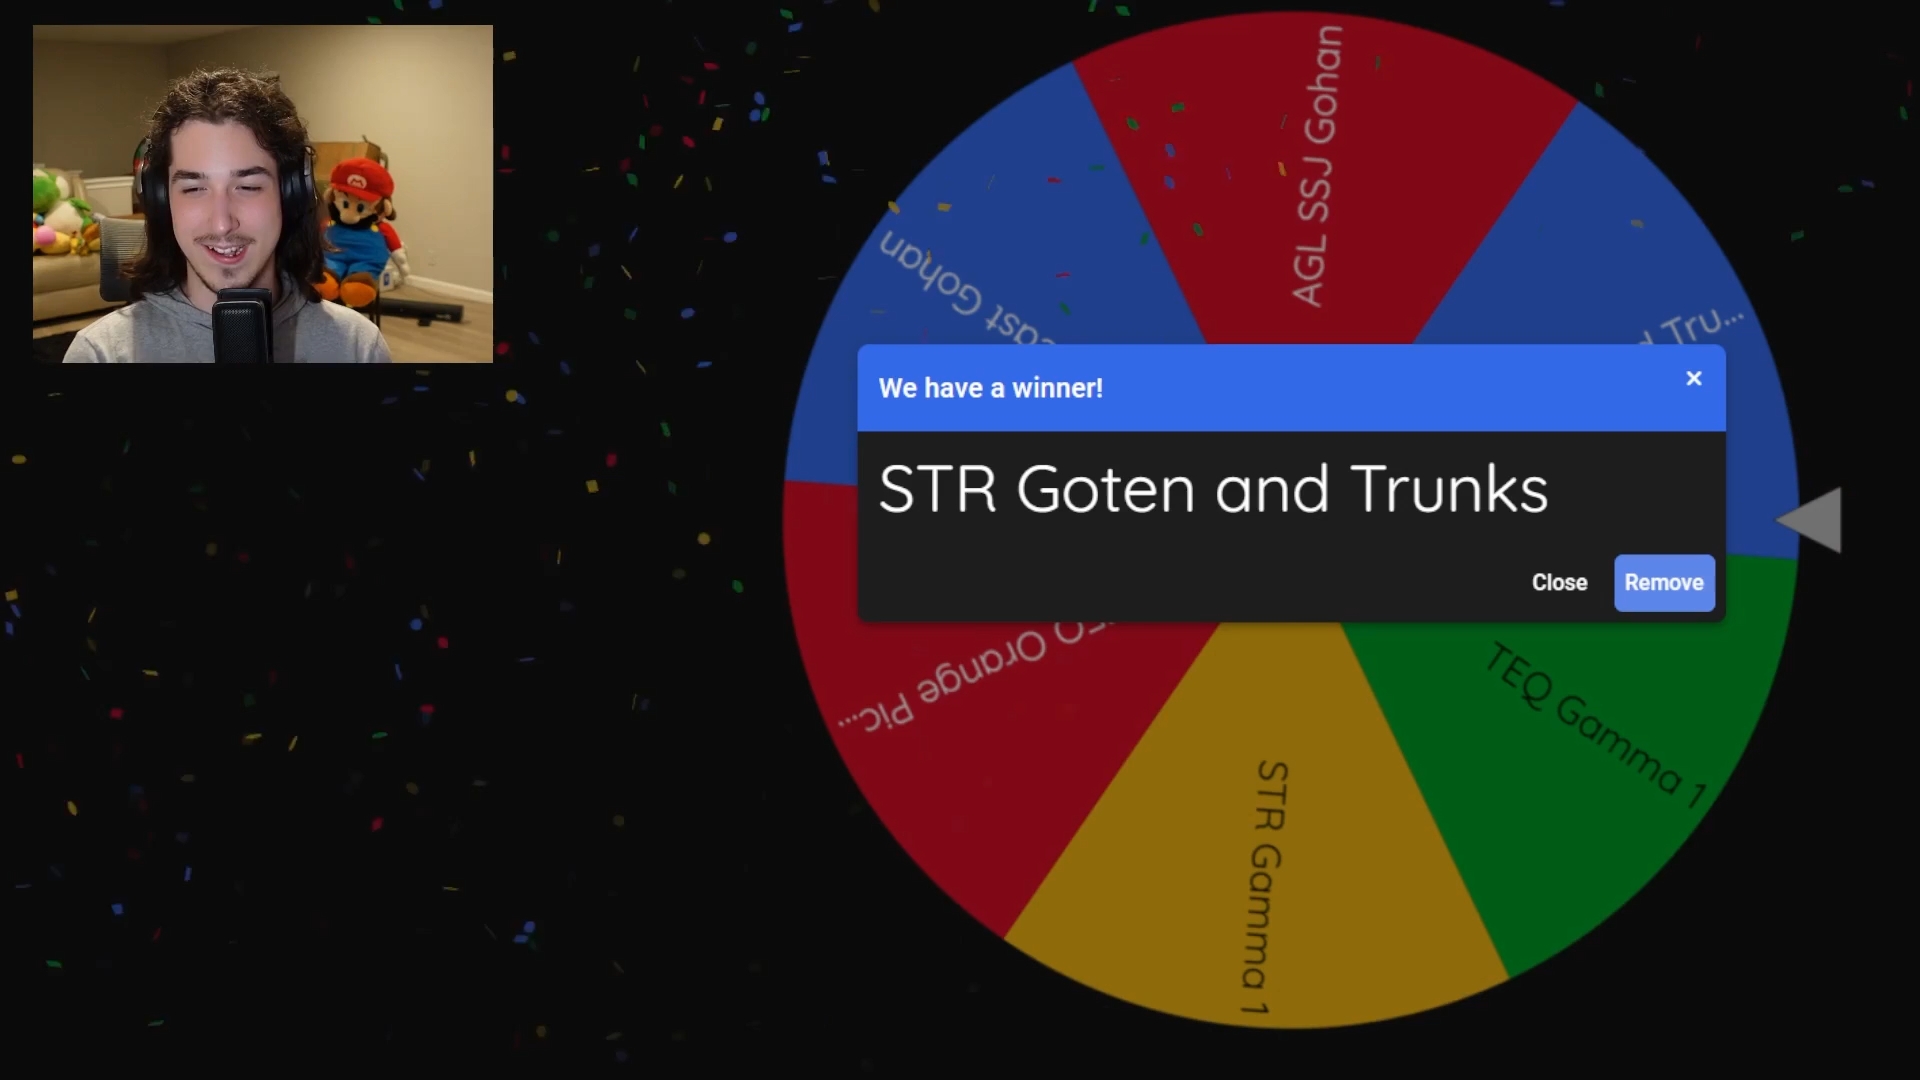 AGL SSJ Gohan
ast Gohan
d Tru...
We have a winner!
STR Goten and Trunks
Close
Remove
Orange Pic...
TEQ Gamma 1
STR Gamma 1